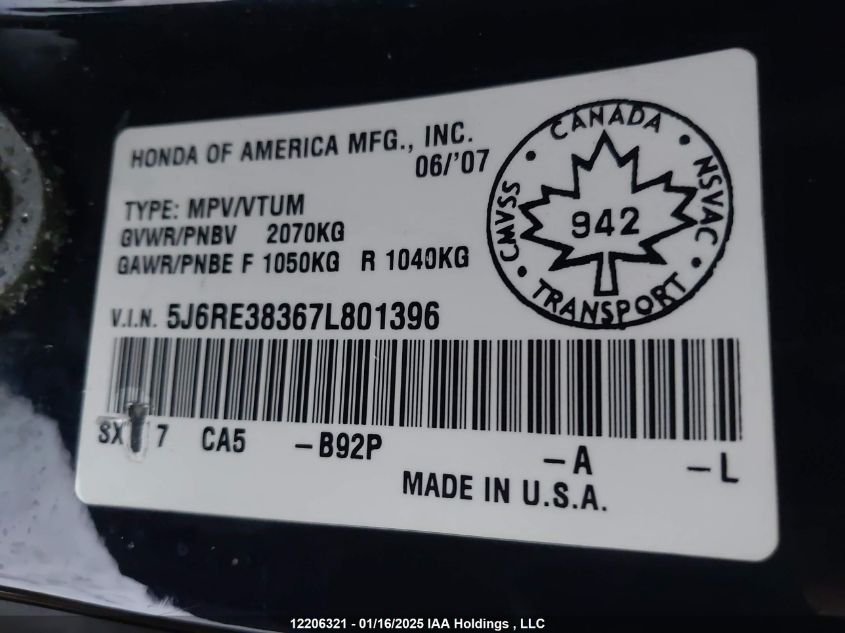 HONDA OF AMERICA MFG., INC.
06/'07
TYPE: MPV/VTUM
GVWR/PNBV 2070KG
GAWR/PNBE F 1050KG R 1040KG
V.I.N. 5J6RE38367L801396
CANADA
CMVSS
NSVAC
942
TRANSPORT
SX 7 CA5 -B92P -A -L
MADE IN U.S.A.
12206321 - 01/16/2025 IAA Holdings , LLC